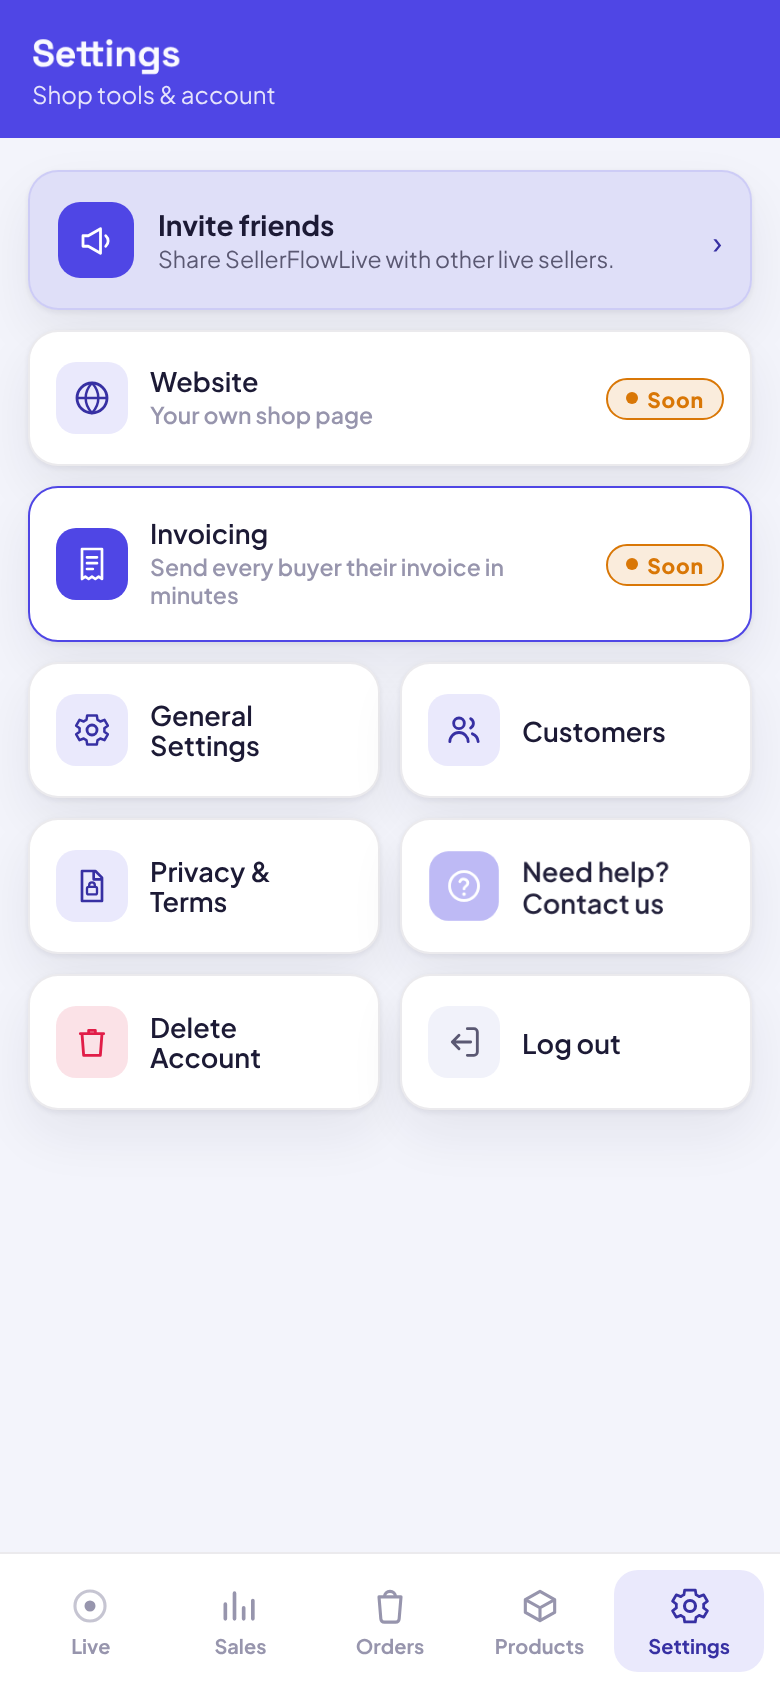 Settings
Shop tools & account
Invite friends
Share SellerFlowLive with other live sellers.
Website
Your own shop page
Soon
Invoicing
Send every buyer their invoice in
minutes
Soon
General
Settings
Customers
Privacy &
Terms
Need help?
Contact us
Delete
Account
Log out
Live
Sales
Orders
Products
Settings